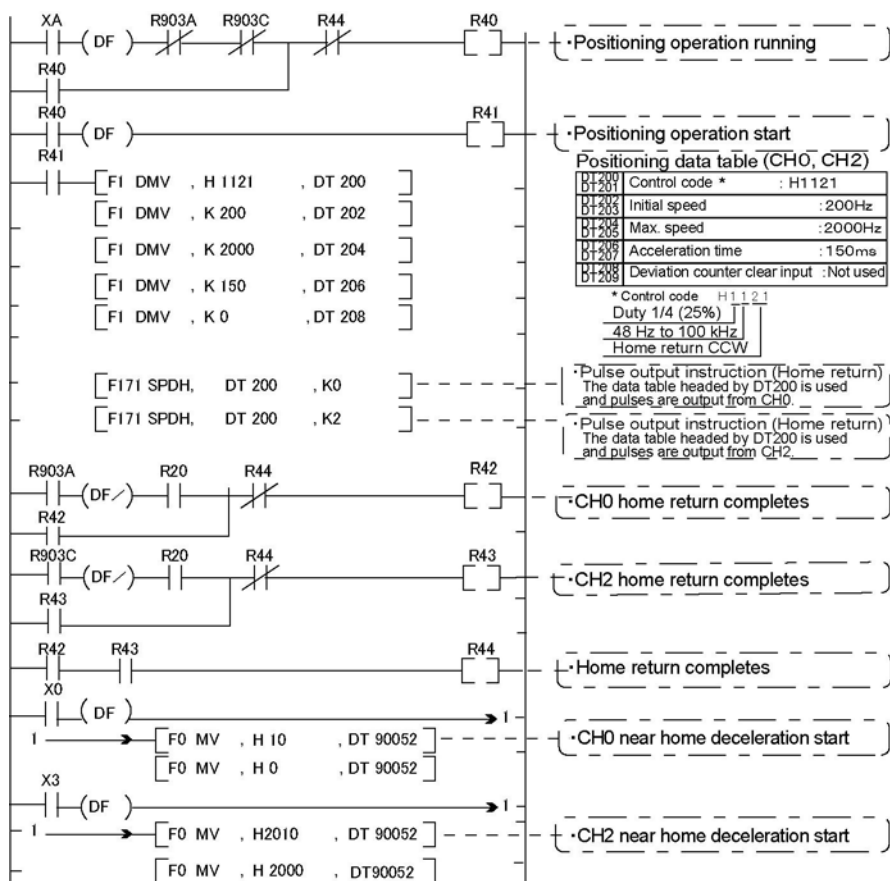 XA R903A R903C R44 R40
( DF )
·Positioning operation running
R40
R40 R41
( DF )
·Positioning operation start
R41
F1 DMV , H 1121 , DT 200
F1 DMV , K 200 , DT 202
F1 DMV , K 2000 , DT 204
F1 DMV , K 150 , DT 206
F1 DMV , K 0 , DT 208
Positioning data table (CH0, CH2)
DT200 DT201 Control code * : H1121
DT202 DT203 Initial speed :200Hz
DT204 DT205 Max. speed :2000Hz
DT206 DT207 Acceleration time :150ms
DT208 DT209 Deviation counter clear input :Not used
* Control code H 1 1 2 1
Duty 1/4 (25%)
48 Hz to 100 kHz
Home return CCW
F171 SPDH, DT 200 , K0
·Pulse output instruction (Home return)
The data table headed by DT200 is used
and pulses are output from CH0.
F171 SPDH, DT 200 , K2
·Pulse output instruction (Home return)
The data table headed by DT200 is used
and pulses are output from CH2.
R903A R20 R44 R42
(DF/)
·CH0 home return completes
R42
R903C R20 R44 R43
(DF/)
·CH2 home return completes
R43
R42 R43 R44
·Home return completes
X0
( DF )
1
1
F0 MV , H 10 , DT 90052
·CH0 near home deceleration start
F0 MV , H 0 , DT 90052
X3
(DF )
1
1
F0 MV , H2010 , DT 90052
·CH2 near home deceleration start
F0 MV , H 2000 , DT90052